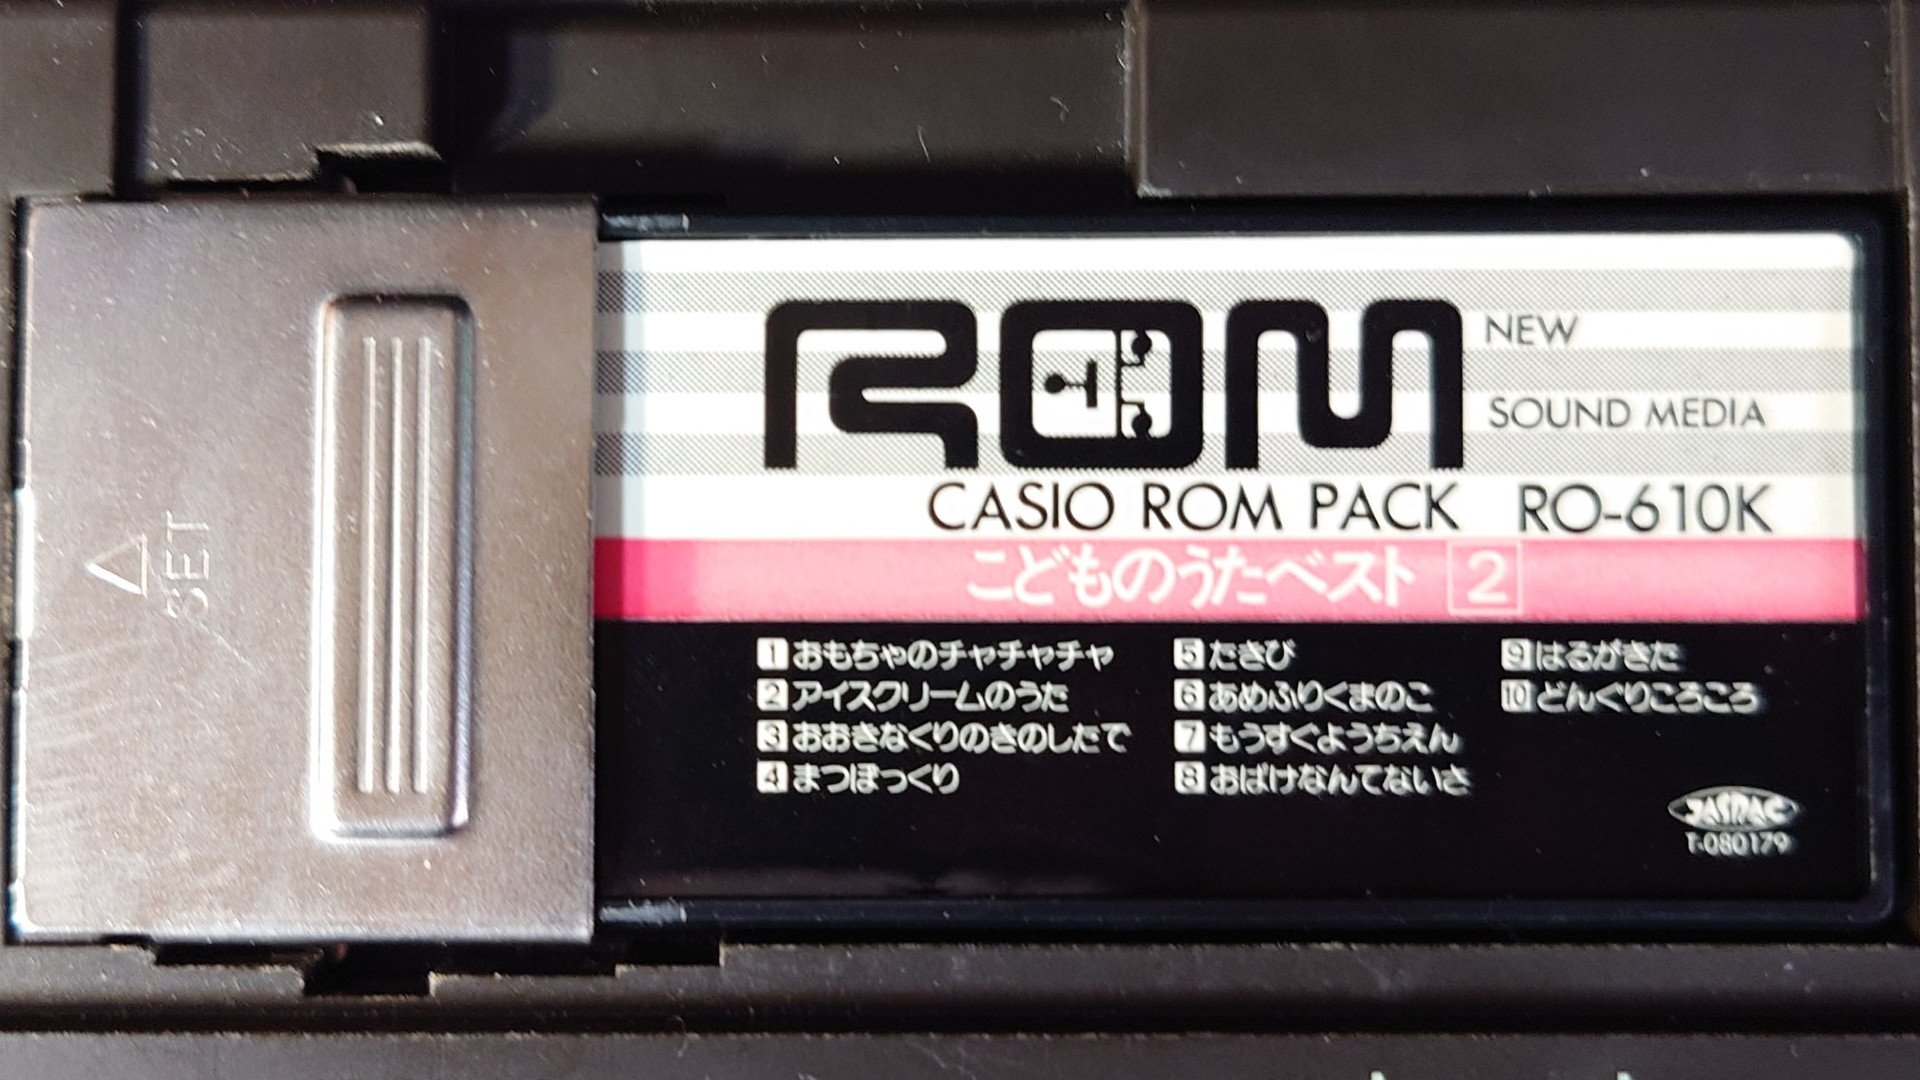 SET
ROM
NEW
SOUND MEDIA
CASIO ROM PACK RO-610K
こどものうたベスト 2
1 おもちゃのチャチャチャ
2 アイスクリームのうた
3 おおきなくりのきのしたで
4 まつぼっくり
5 たきび
6 あめふりくまのこ
7 もうすぐようちえん
8 おばけなんてないさ
9 はるがきた
10 どんぐりころころ
JASRAC
T-080179